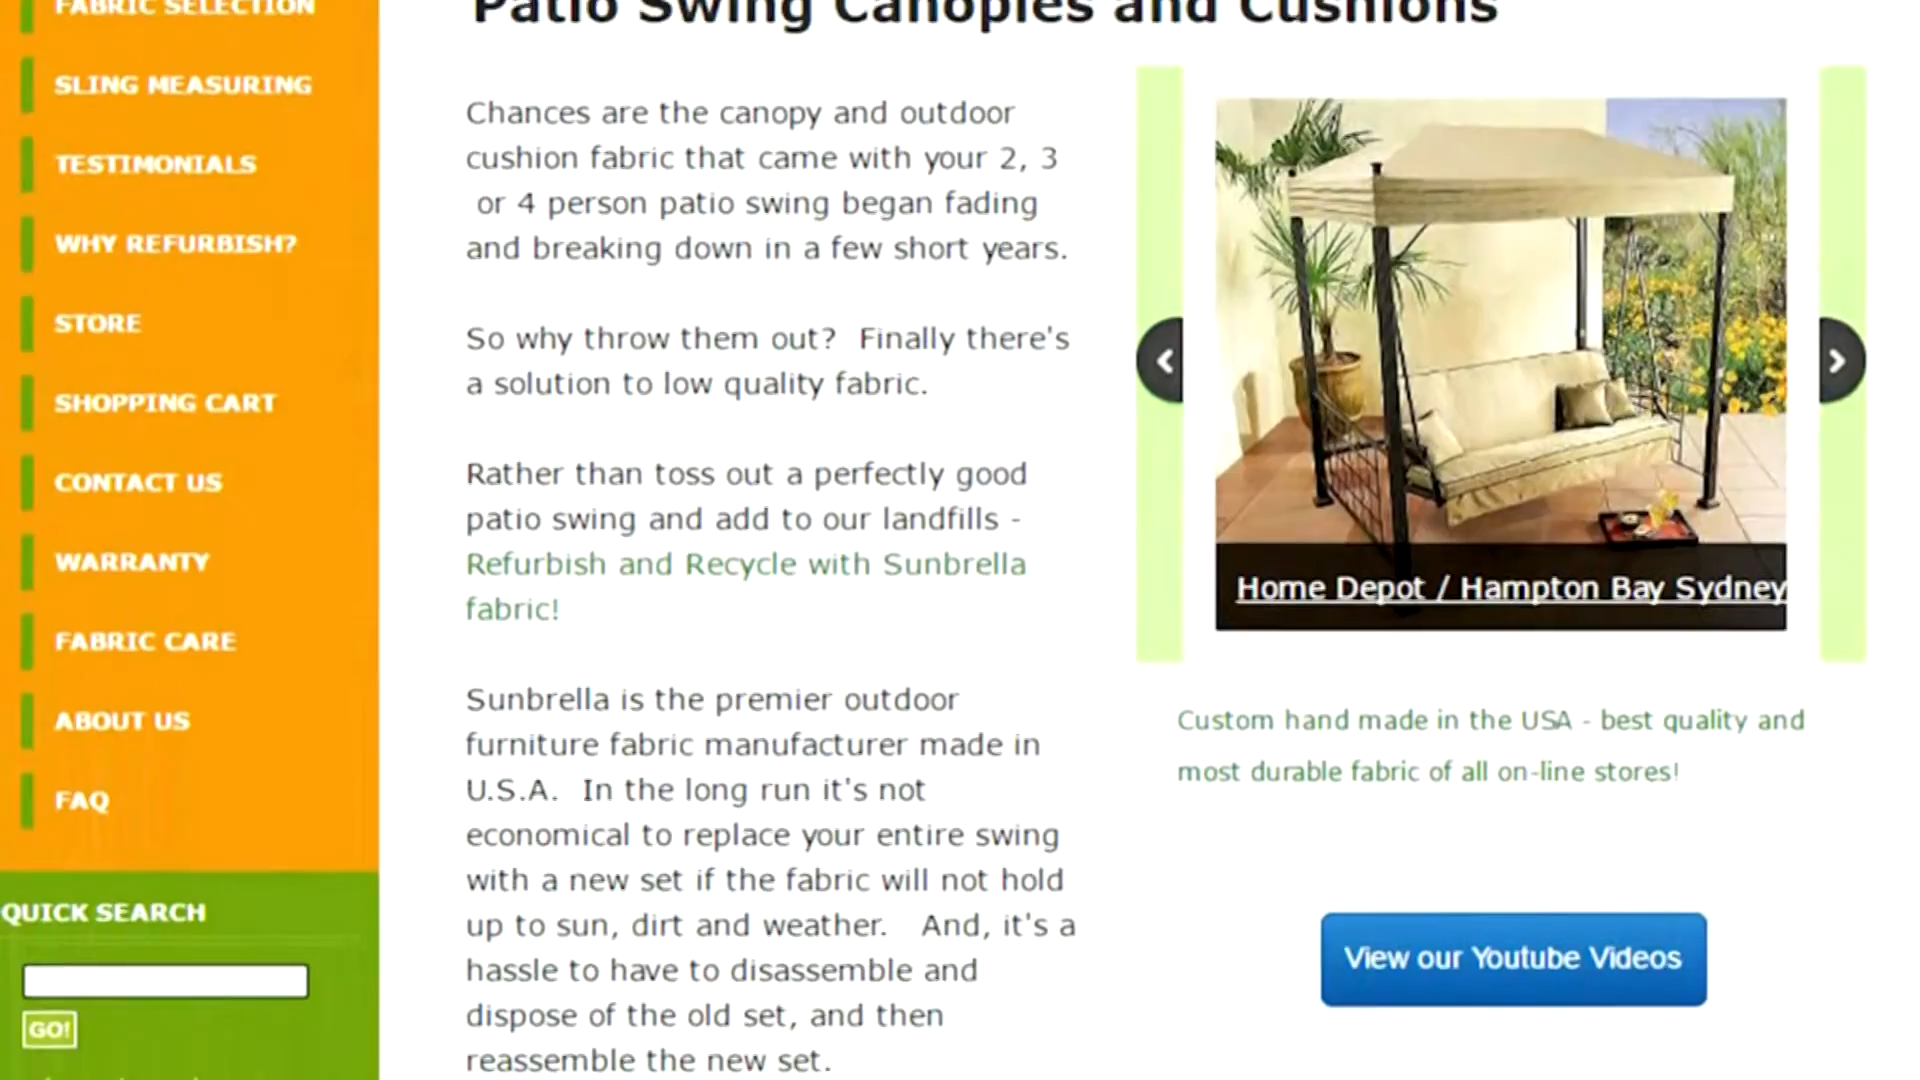 FABRIC SELECTION
SLING MEASURING
TESTIMONIALS
WHY REFURBISH?
STORE
SHOPPING CART
CONTACT US
WARRANTY
FABRIC CARE
ABOUT US
FAQ
QUICK SEARCH
GO!
Patio Swing Canopies and Cushions
Chances are the canopy and outdoor
cushion fabric that came with your 2, 3
or 4 person patio swing began fading
and breaking down in a few short years.
So why throw them out? Finally there's
a solution to low quality fabric.
Rather than toss out a perfectly good
patio swing and add to our landfills -
Refurbish and Recycle with Sunbrella
fabric!
Sunbrella is the premier outdoor
furniture fabric manufacturer made in
U.S.A. In the long run it's not
economical to replace your entire swing
with a new set if the fabric will not hold
up to sun, dirt and weather. And, it's a
hassle to have to disassemble and
dispose of the old set, and then
reassemble the new set.
Home Depot / Hampton Bay Sydney
Custom hand made in the USA - best quality and
most durable fabric of all on-line stores!
View our Youtube Videos